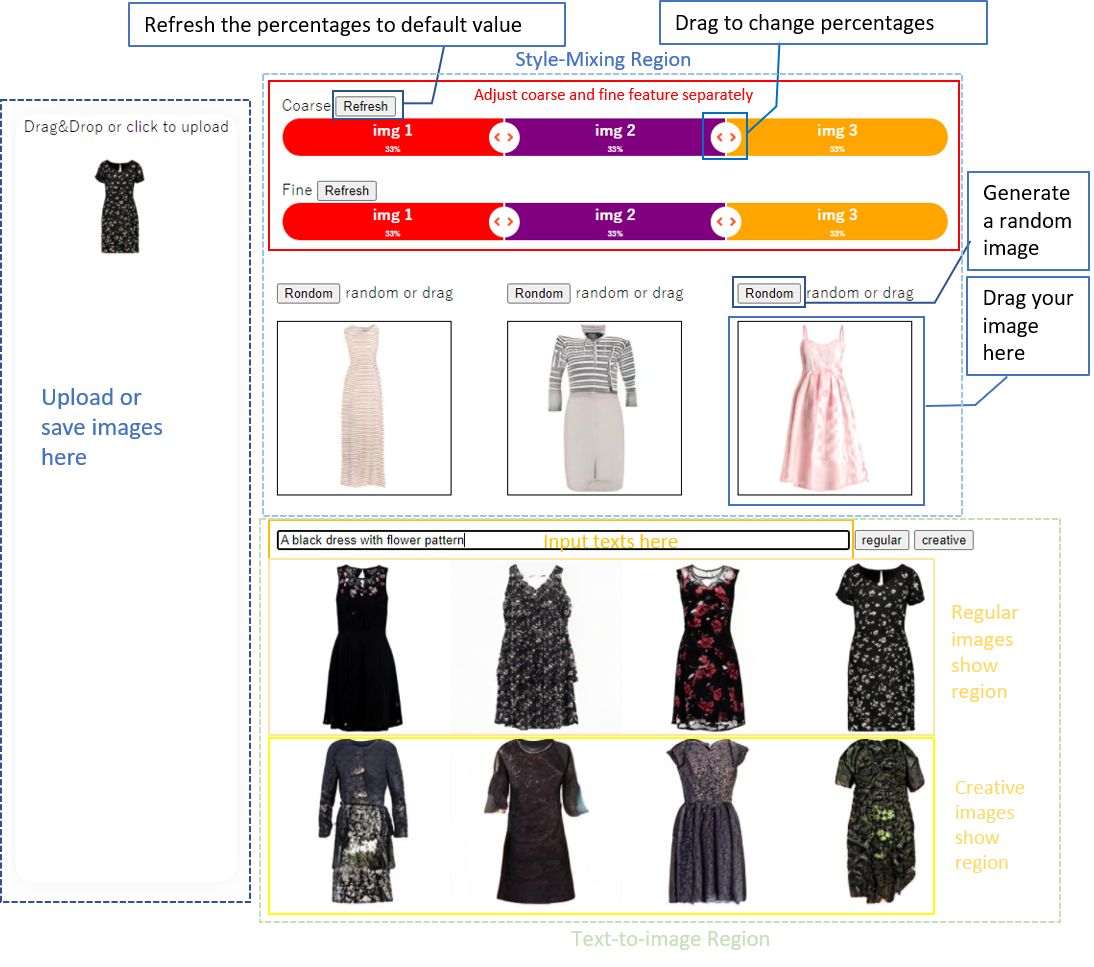 Refresh the percentages to default value
Drag to change percentages
Style-Mixing Region
Adjust coarse and fine feature separately
Coarse Refresh
img 1 img 2 img 3
33% 33% 33%
Fine Refresh
img 1 img 2 img 3
33% 33% 33%
Drag&Drop or click to upload
Upload or
save images
here
Generate
a random
image
Rondom random or drag Rondom random or drag Rondom random or drag
Drag your
image
here
A black dress with flower pattern Input texts here regular creative
Regular
images
show
region
Creative
images
show
region
Text-to-image Region